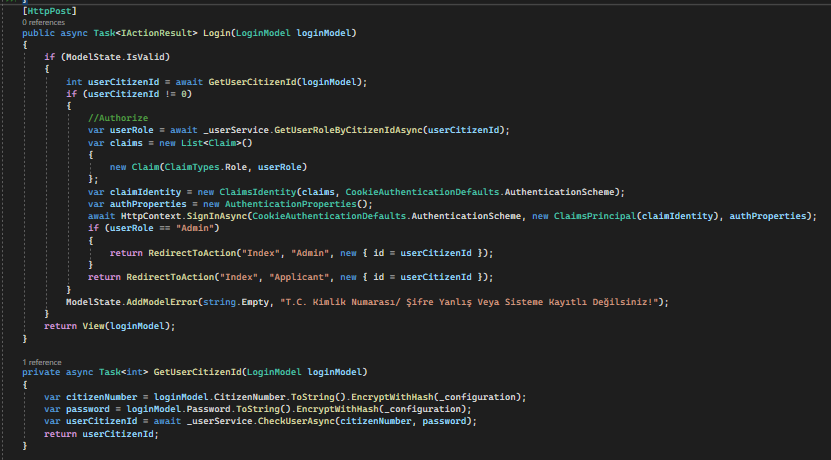 }
[HttpPost]
0 references
public async Task<IActionResult> Login(LoginModel loginModel)
{
if (ModelState.IsValid)
{
int userCitizenId = await GetUserCitizenId(loginModel);
if (userCitizenId != 0)
{
//Authorize
var userRole = await _userService.GetUserRoleByCitizenIdAsync(userCitizenId);
var claims = new List<Claim>()
{
new Claim(ClaimTypes.Role, userRole)
};
var claimIdentity = new ClaimsIdentity(claims, CookieAuthenticationDefaults.AuthenticationScheme);
var authProperties = new AuthenticationProperties();
await HttpContext.SignInAsync(CookieAuthenticationDefaults.AuthenticationScheme, new ClaimsPrincipal(claimIdentity), authProperties);
if (userRole == "Admin")
{
return RedirectToAction("Index", "Admin", new { id = userCitizenId });
}
return RedirectToAction("Index", "Applicant", new { id = userCitizenId });
}
ModelState.AddModelError(string.Empty, "T.C. Kimlik Numarası/ Şifre Yanlış Veya Sisteme Kayıtlı Değilsiniz!");
}
return View(loginModel);
}
1 reference
private async Task<int> GetUserCitizenId(LoginModel loginModel)
{
var citizenNumber = loginModel.CitizenNumber.ToString().EncryptWithHash(_configuration);
var password = loginModel.Password.ToString().EncryptWithHash(_configuration);
var userCitizenId = await _userService.CheckUserAsync(citizenNumber, password);
return userCitizenId;
}